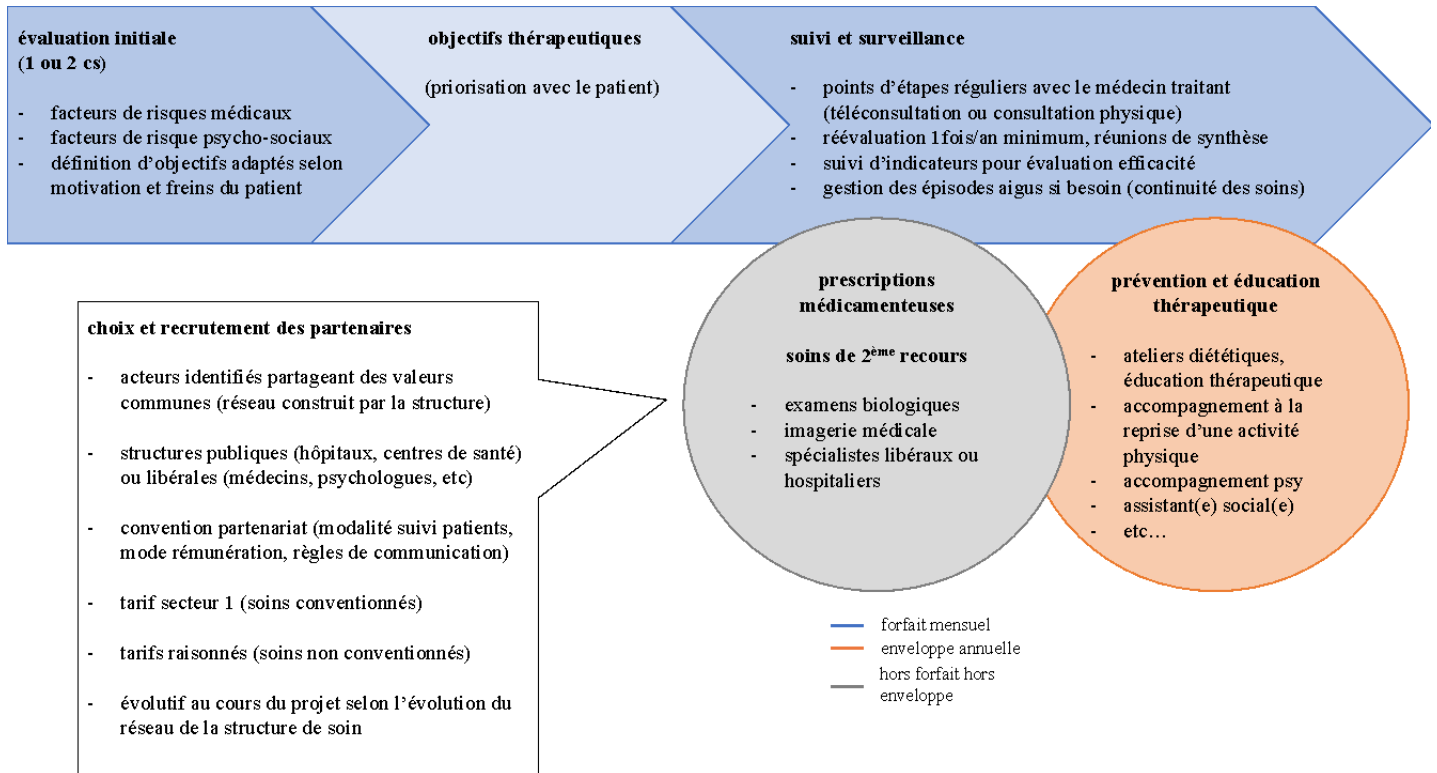 évaluation initiale
(1 ou 2 cs)
- facteurs de risques médicaux
- facteurs de risque psycho-sociaux
- définition d'objectifs adaptés selon
motivation et freins du patient
objectifs thérapeutiques
(priorisation avec le patient)
suivi et surveillance
- points d'étapes réguliers avec le médecin traitant
(téléconsultation ou consultation physique)
- réévaluation 1fois/an minimum, réunions de synthèse
- suivi d'indicateurs pour évaluation efficacité
- gestion des épisodes aigus si besoin (continuité des soins)
choix et recrutement des partenaires
- acteurs identifiés partageant des valeurs
communes (réseau construit par la structure)
- structures publiques (hôpitaux, centres de santé)
ou libérales (médecins, psychologues, etc)
- convention partenariat (modalité suivi patients,
mode rémunération, règles de communication)
- tarif secteur 1 (soins conventionnés)
- tarifs raisonnés (soins non conventionnés)
- évolutif au cours du projet selon l'évolution du
réseau de la structure de soin
prescriptions
médicamenteuses
soins de 2ème recours
- examens biologiques
- imagerie médicale
- spécialistes libéraux ou
hospitaliers
prévention et éducation
thérapeutique
- ateliers diététiques,
éducation thérapeutique
- accompagnement à la
reprise d'une activité
physique
- accompagnement psy
- assistant(e) social(e)
- etc…
forfait mensuel
enveloppe annuelle
hors forfait hors
enveloppe